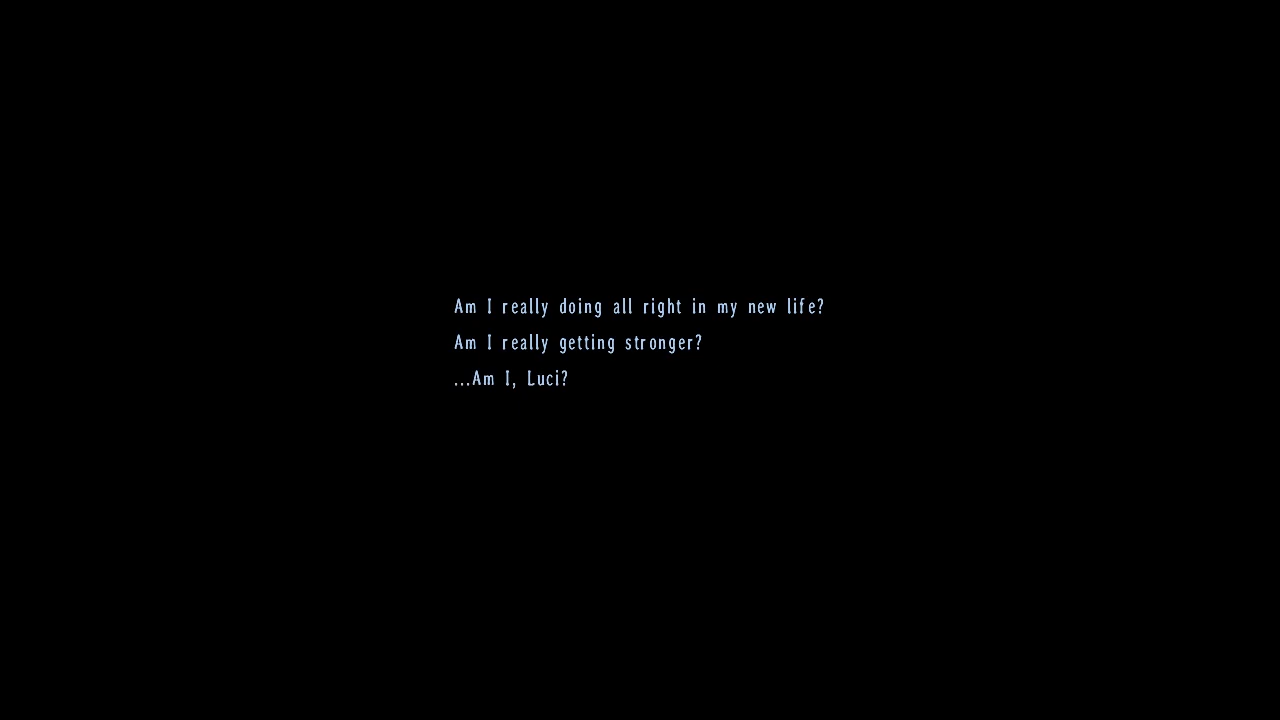 Am I really doing all right in my new life?
Am I really getting stronger?
...Am I, Luci?